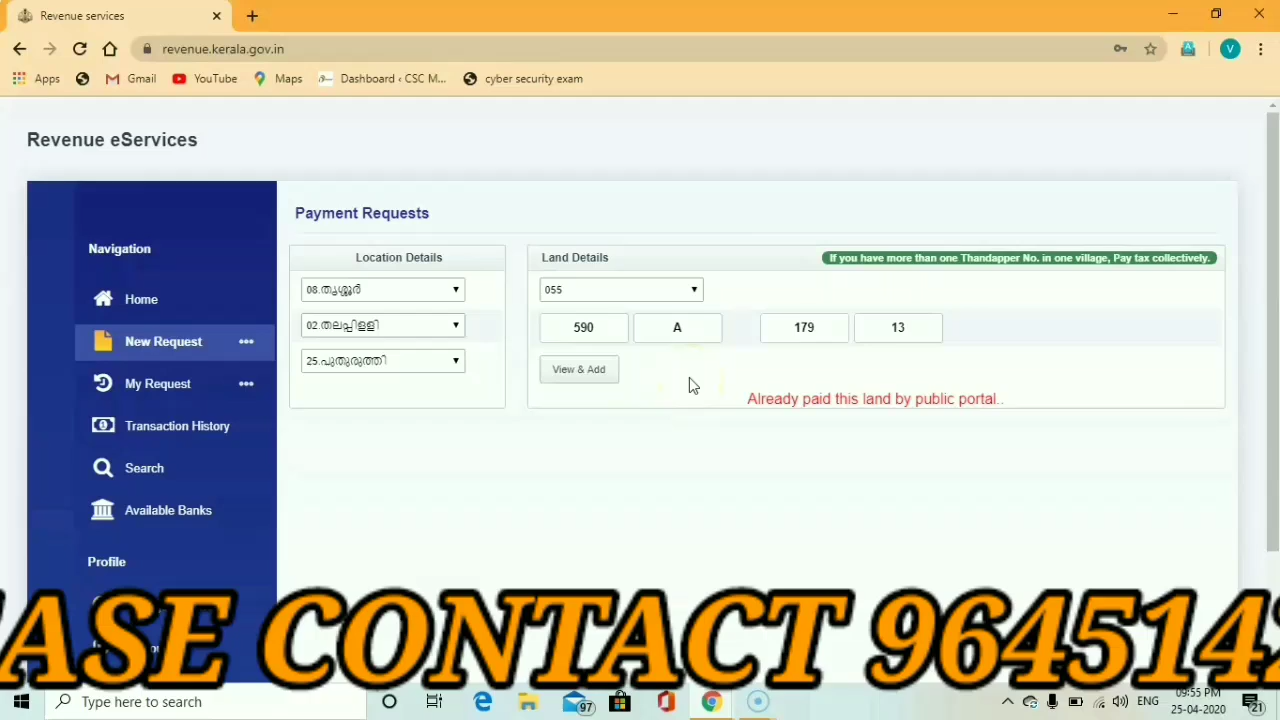 Revenue services
revenue.kerala.gov.in
Apps Gmail YouTube Maps Dashboard ‹ CSC M... cyber security exam
Revenue eServices
Payment Requests
Navigation
Home
New Request
My Request
Transaction History
Search
Available Banks
Profile
Location Details
08.തൃശ്ശൂർ
02.തലപ്പിള്ളി
25.പുതുരുത്തി
Land Details
If you have more than one Thandapper No. in one village, Pay tax collectively.
055
590 A 179 13
View & Add
Already paid this land by public portal..
ASE CONTACT 964514
Type here to search
97
ENG
09:55 PM
25-04-2020
21